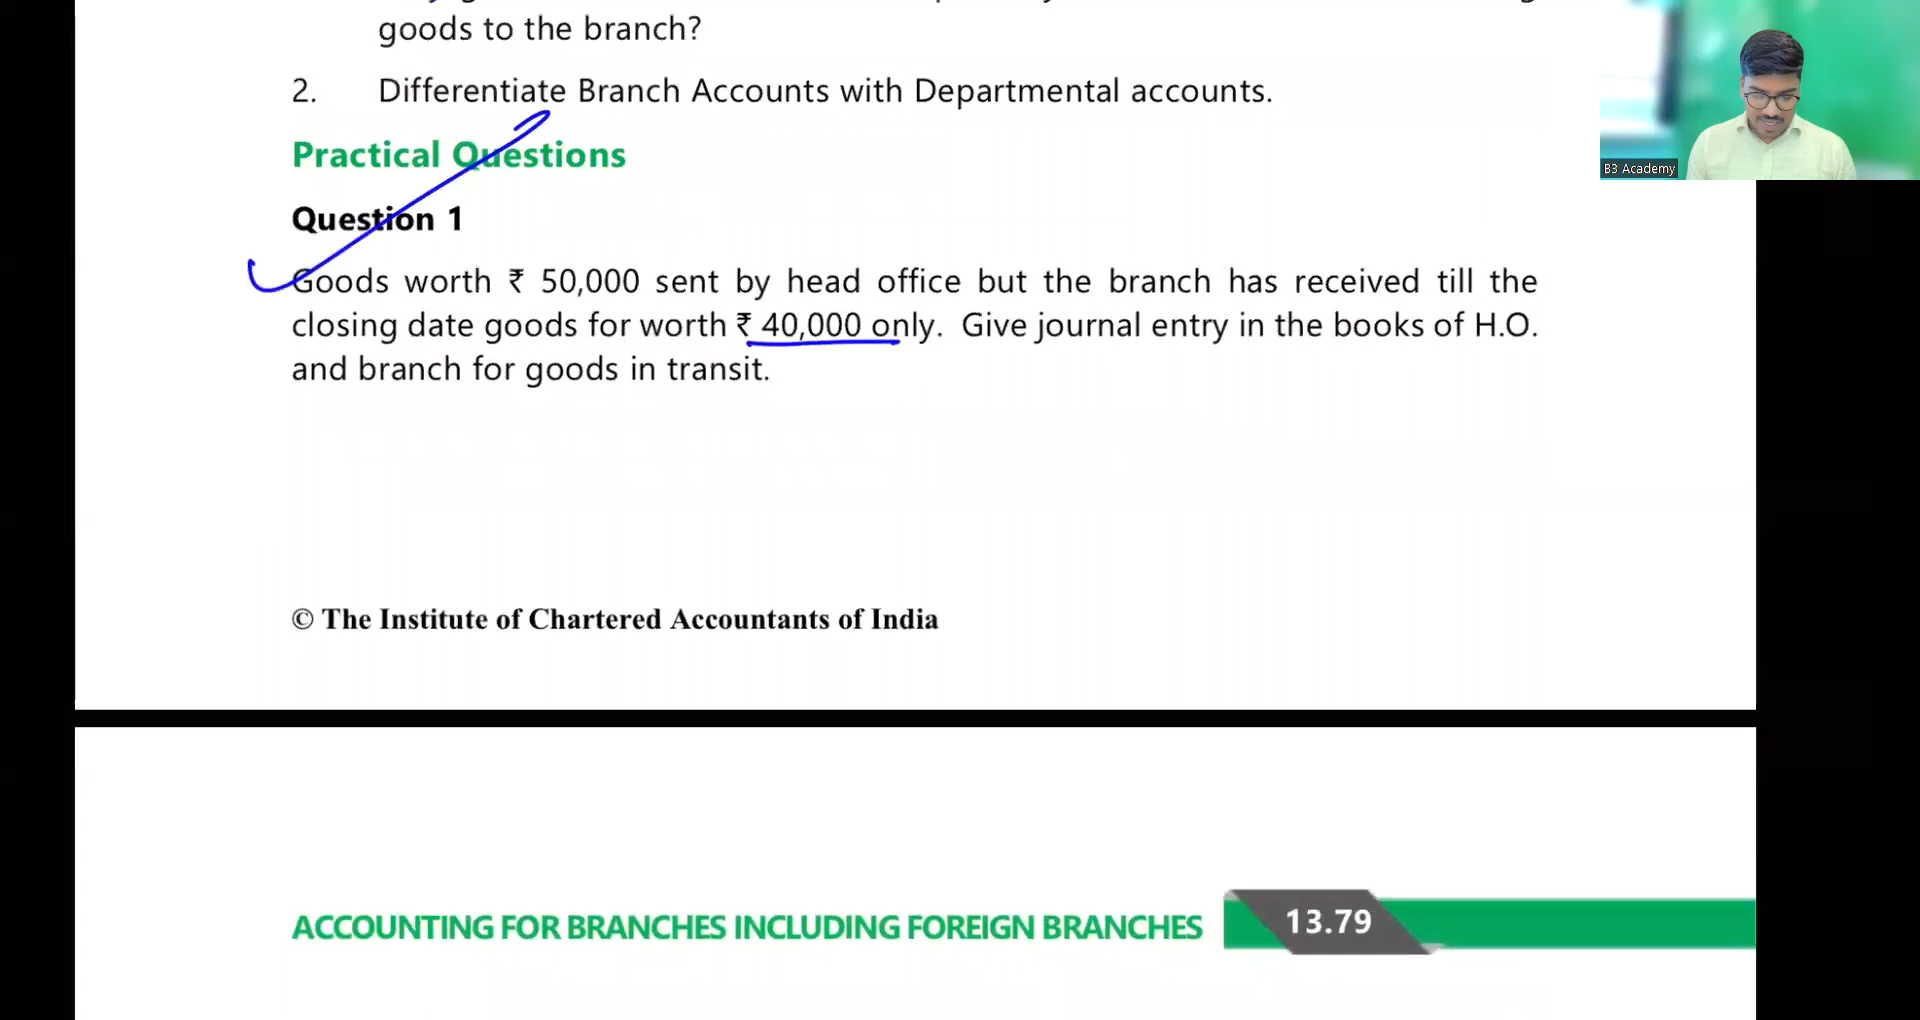 goods to the branch?
2. Differentiate Branch Accounts with Departmental accounts.
Practical Questions
Question 1
Goods worth ₹ 50,000 sent by head office but the branch has received till the
closing date goods for worth ₹ 40,000 only. Give journal entry in the books of H.O.
and branch for goods in transit.
© The Institute of Chartered Accountants of India
ACCOUNTING FOR BRANCHES INCLUDING FOREIGN BRANCHES 13.79
B3 Academy